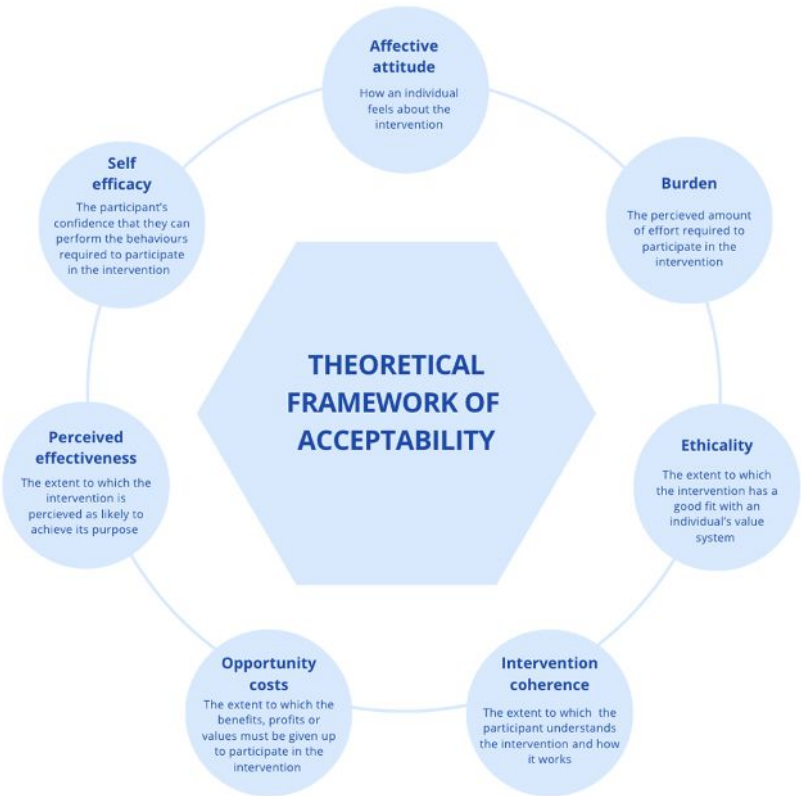 Affective
attitude
How an individual
feels about the
intervention
Burden
The percieved amount
of effort required to
participate in the
intervention
Ethicality
The extent to which
the intervention has a
good fit with an
individual's value
system
Intervention
coherence
The extent to which the
participant understands
the intervention and how
it works
Opportunity
costs
The extent to which the
benefits, profits or
values must be given up
to participate in the
intervention
Perceived
effectiveness
The extent to which the
intervention is
percieved as likely to
achieve its purpose
Self
efficacy
The participant's
confidence that they can
perform the behaviours
required to participate
in the intervention
THEORETICAL
FRAMEWORK OF
ACCEPTABILITY